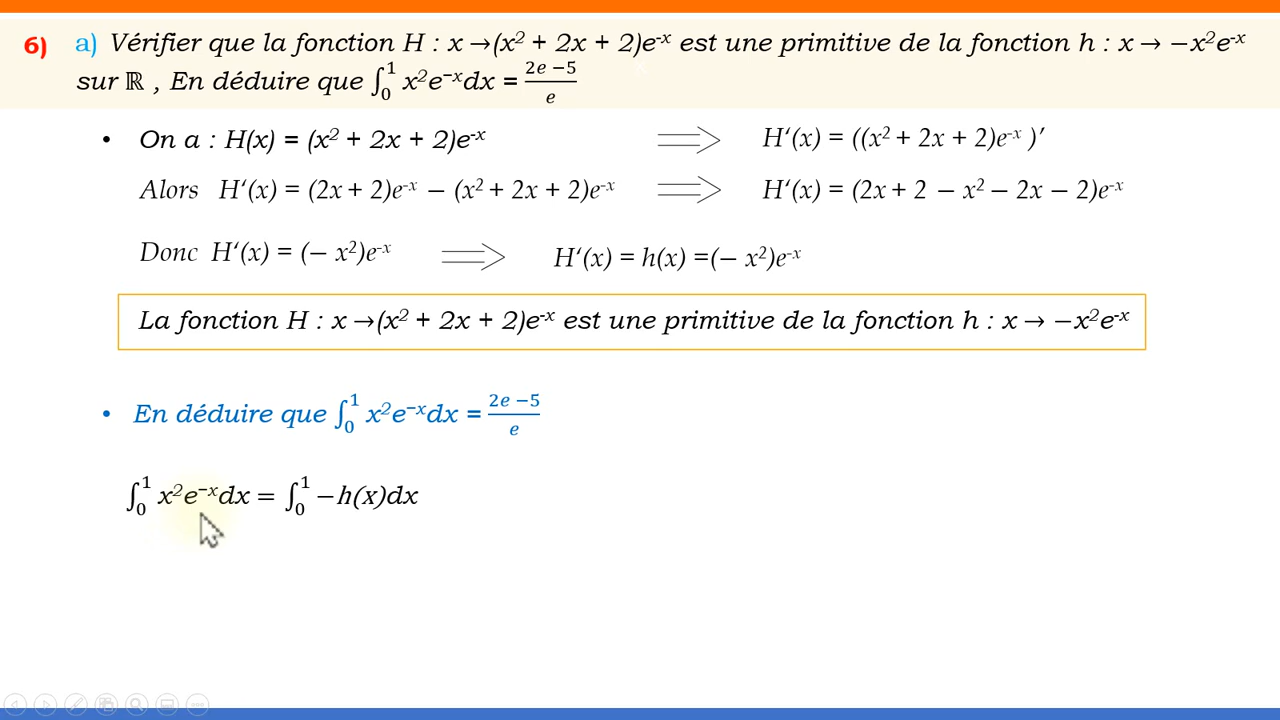 6) a) Vérifier que la fonction H : x →(x² + 2x + 2)e⁻ˣ est une primitive de la fonction h : x → −x²e⁻ˣ
sur ℝ , En déduire que ∫₀¹ x²e⁻ˣdx = (2e −5)/e
• On a : H(x) = (x² + 2x + 2)e⁻ˣ ⟹ H‘(x) = ((x² + 2x + 2)e⁻ˣ )’
Alors H‘(x) = (2x + 2)e⁻ˣ − (x² + 2x + 2)e⁻ˣ ⟹ H‘(x) = (2x + 2 − x² − 2x − 2)e⁻ˣ
Donc H‘(x) = (− x²)e⁻ˣ ⟹ H‘(x) = h(x) =(− x²)e⁻ˣ
La fonction H : x →(x² + 2x + 2)e⁻ˣ est une primitive de la fonction h : x → −x²e⁻ˣ
• En déduire que ∫₀¹ x²e⁻ˣdx = (2e −5)/e
∫₀¹ x²e⁻ˣdx = ∫₀¹ −h(x)dx